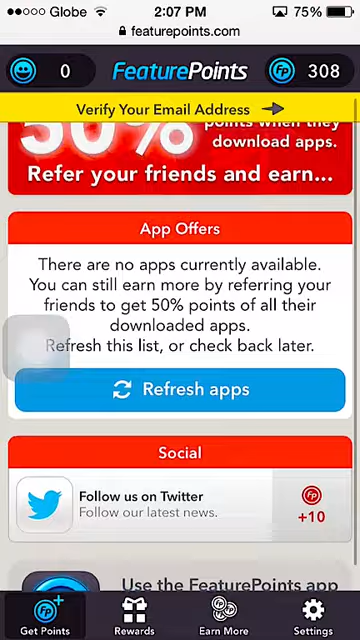 Globe 2:07 PM 75%
featurepoints.com
0 FeaturePoints FP 308
Verify Your Email Address
50% points when they
download apps.
Refer your friends and earn...
App Offers
There are no apps currently available.
You can still earn more by referring your
friends to get 50% points of all their
downloaded apps.
Refresh this list, or check back later.
Refresh apps
Social
Follow us on Twitter
Follow our latest news.
FP
+10
Use the FeaturePoints app
FP+
Get Points Rewards Earn More Settings